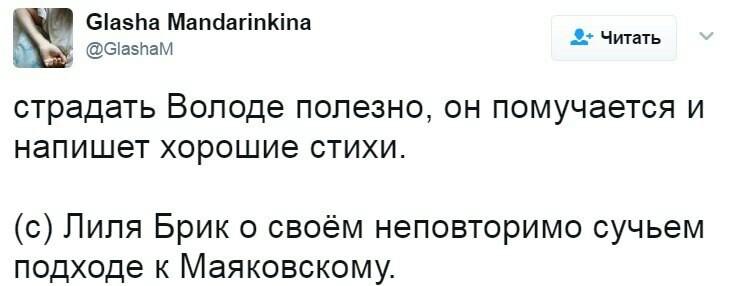 Glasha Mandarinkina
@GlashaM
Читать
страдать Володе полезно, он помучается и
напишет хорошие стихи.
(с) Лиля Брик о своём неповторимо сучьем
подходе к Маяковскому.